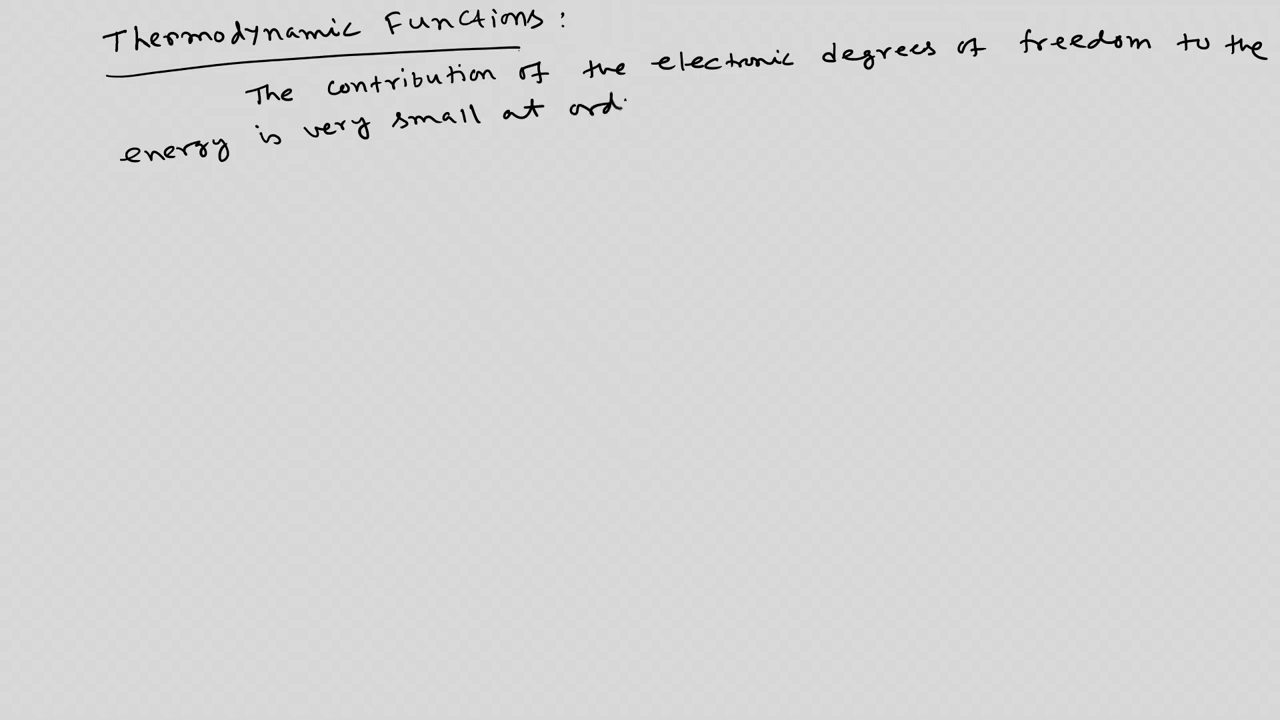 Thermodynamic Functions:
The contribution of the electronic degrees of freedom to the
energy is very small at ord.